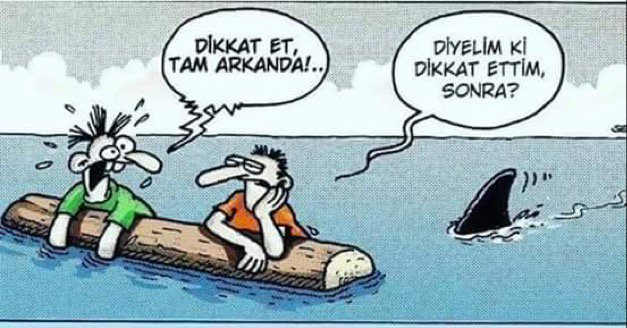 DİKKAT ET,
TAM ARKANDA!..
DİYELİM Kİ
DİKKAT ETTİM,
SONRA?